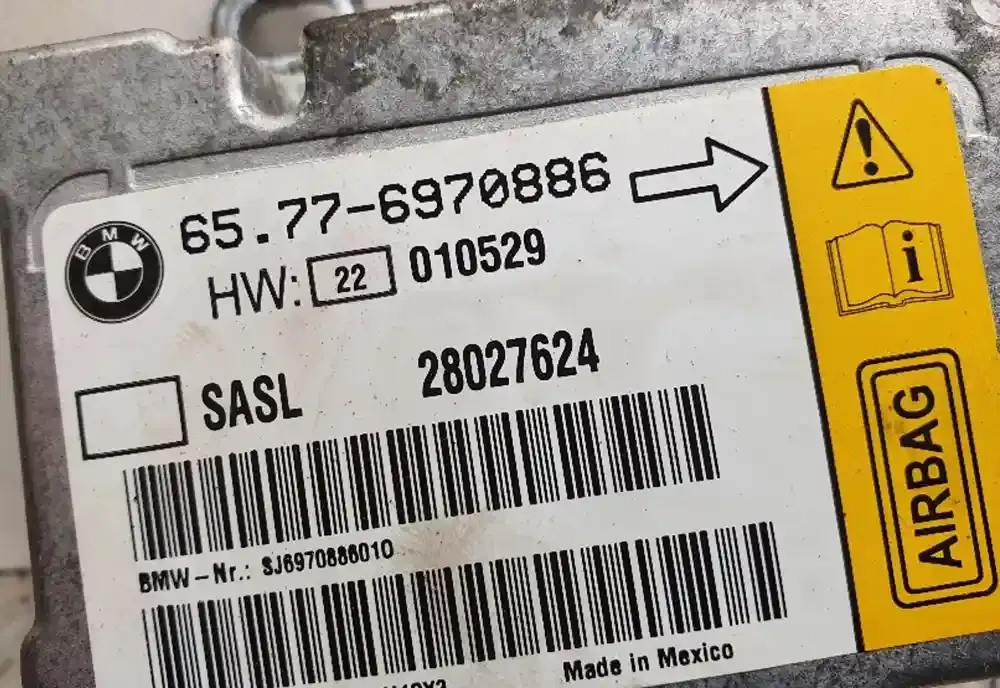 BMW
65.77-6970886
HW: 22 010529
SASL 28027624
BMW-Nr.: SJ6970886010
Made in Mexico
i
AIRBAG